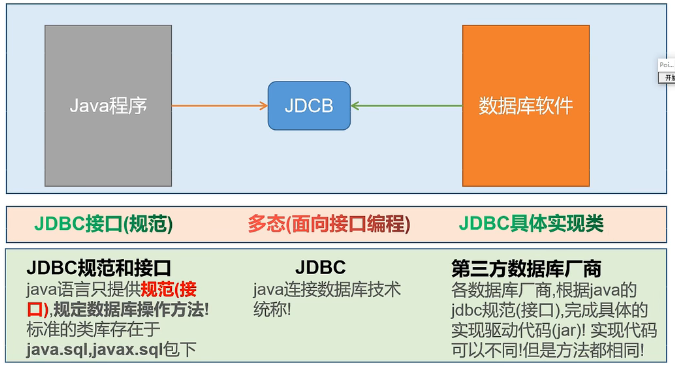 Java程序
JDCB
数据库软件
Poi...
JDBC接口(规范)
多态(面向接口编程)
JDBC具体实现类
JDBC规范和接口
java语言只提供规范(接
口),规定数据库操作方法!
标准的类库存在于
java.sql,javax.sql包下
JDBC
java连接数据库技术
统称!
第三方数据库厂商
各数据库厂商,根据java的
jdbc规范(接口),完成具体的
实现驱动代码(jar)! 实现代码
可以不同!但是方法都相同!